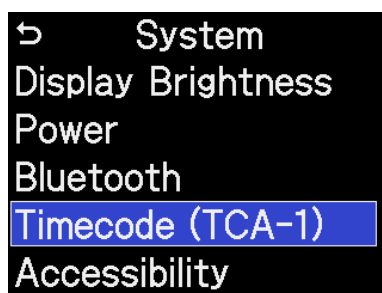 System
Display Brightness
Power
Bluetooth
Timecode (TCA-1)
Accessibility